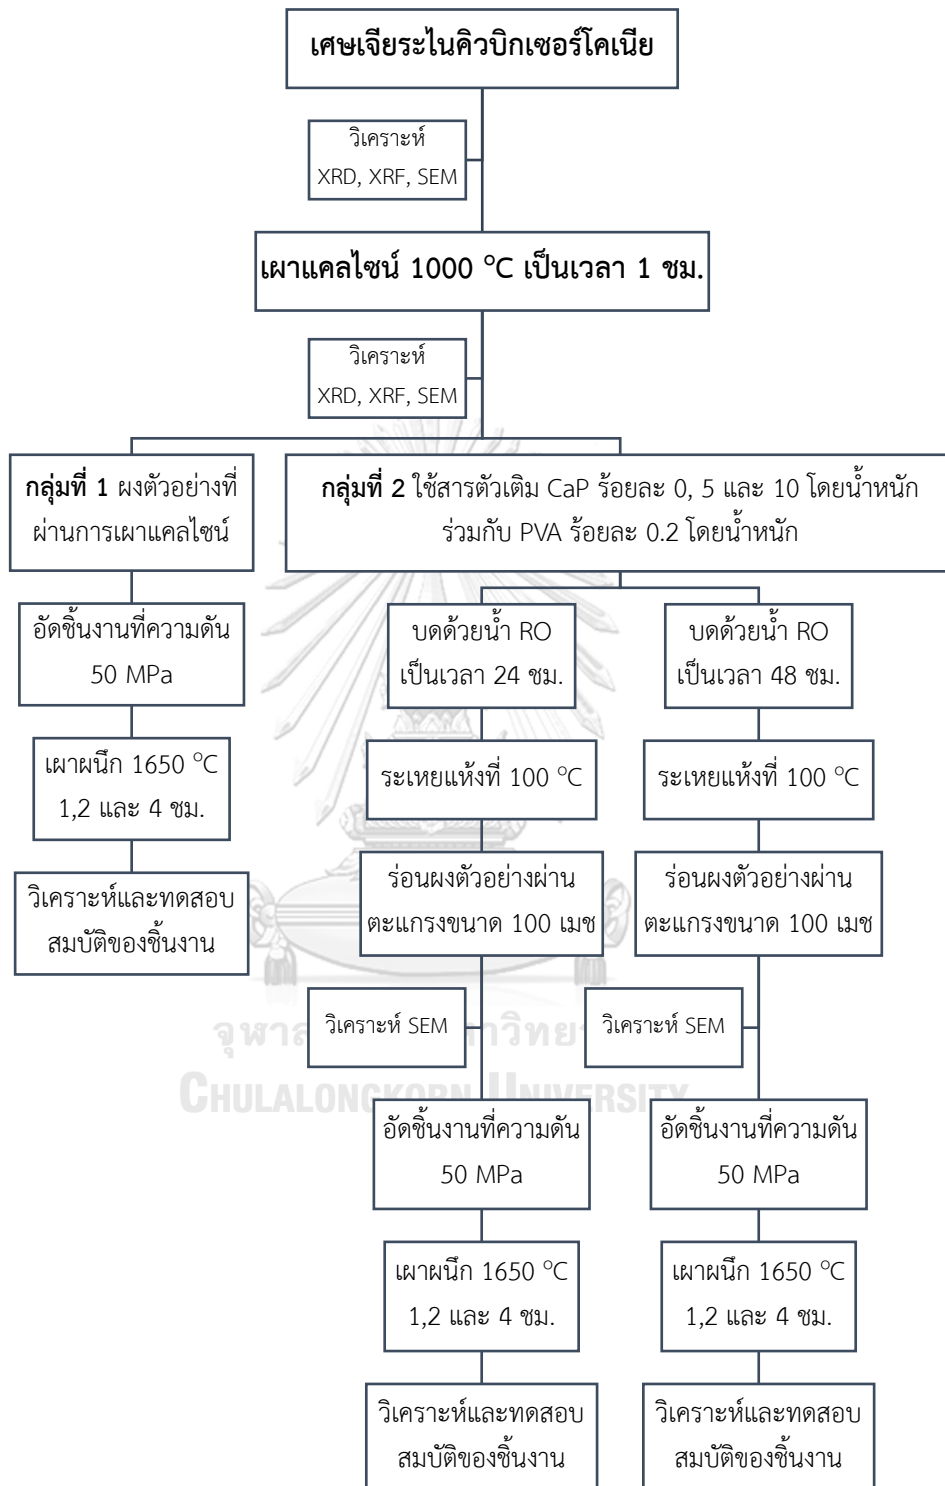 เศษเจียระไนคิวบิกเซอร์โคเนีย
วิเคราะห์
XRD, XRF, SEM
เผาแคลไซน์ 1000 °C เป็นเวลา 1 ชม.
วิเคราะห์
XRD, XRF, SEM
กลุ่มที่ 1 ผงตัวอย่างที่
ผ่านการเผาแคลไซน์
อัดชิ้นงานที่ความดัน
50 MPa
เผาผนึก 1650 °C
1,2 และ 4 ชม.
วิเคราะห์และทดสอบ
สมบัติของชิ้นงาน
กลุ่มที่ 2 ใช้สารตัวเติม CaP ร้อยละ 0, 5 และ 10 โดยน้ำหนัก
ร่วมกับ PVA ร้อยละ 0.2 โดยน้ำหนัก
บดด้วยน้ำ RO
เป็นเวลา 24 ชม.
ระเหยแห้งที่ 100 °C
ร่อนผงตัวอย่างผ่าน
ตะแกรงขนาด 100 เมช
วิเคราะห์ SEM
อัดชิ้นงานที่ความดัน
50 MPa
เผาผนึก 1650 °C
1,2 และ 4 ชม.
วิเคราะห์และทดสอบ
สมบัติของชิ้นงาน
บดด้วยน้ำ RO
เป็นเวลา 48 ชม.
ระเหยแห้งที่ 100 °C
ร่อนผงตัวอย่างผ่าน
ตะแกรงขนาด 100 เมช
วิเคราะห์ SEM
อัดชิ้นงานที่ความดัน
50 MPa
เผาผนึก 1650 °C
1,2 และ 4 ชม.
วิเคราะห์และทดสอบ
สมบัติของชิ้นงาน
CHULALONGKORN UNIVERSITY